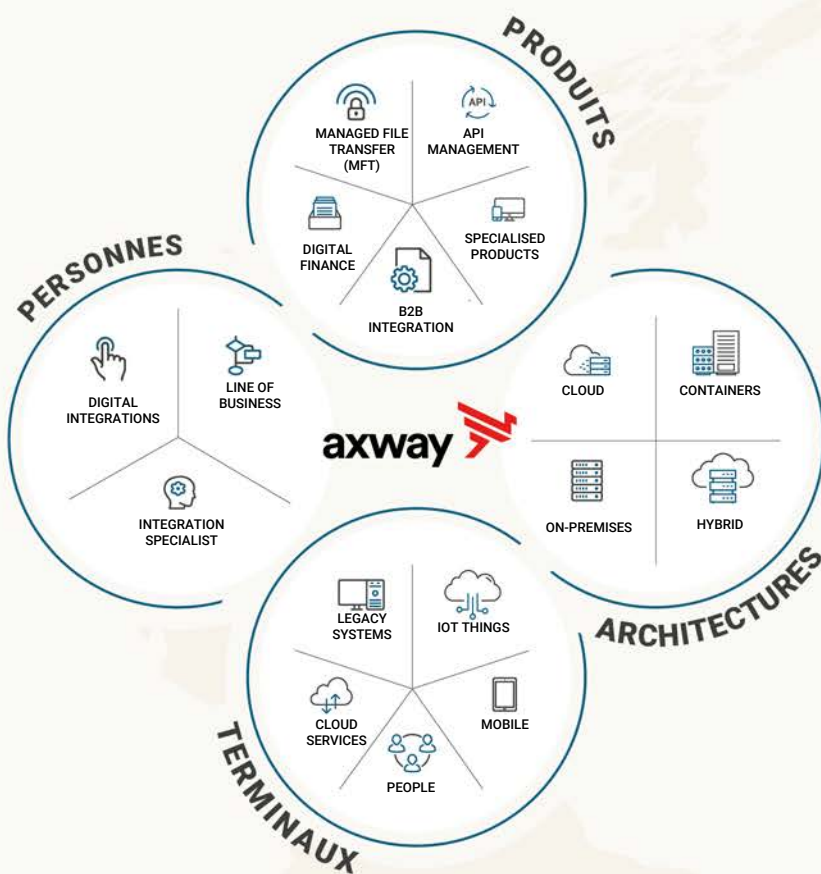 PRODUITS
MANAGED FILE
TRANSFER
(MFT)
API
API
MANAGEMENT
DIGITAL
FINANCE
SPECIALISED
PRODUCTS
B2B
INTEGRATION
PERSONNES
DIGITAL
INTEGRATIONS
LINE OF
BUSINESS
INTEGRATION
SPECIALIST
axway
CLOUD
CONTAINERS
ON-PREMISES
HYBRID
ARCHITECTURES
LEGACY
SYSTEMS
IOT THINGS
CLOUD
SERVICES
MOBILE
PEOPLE
TERMINAUX